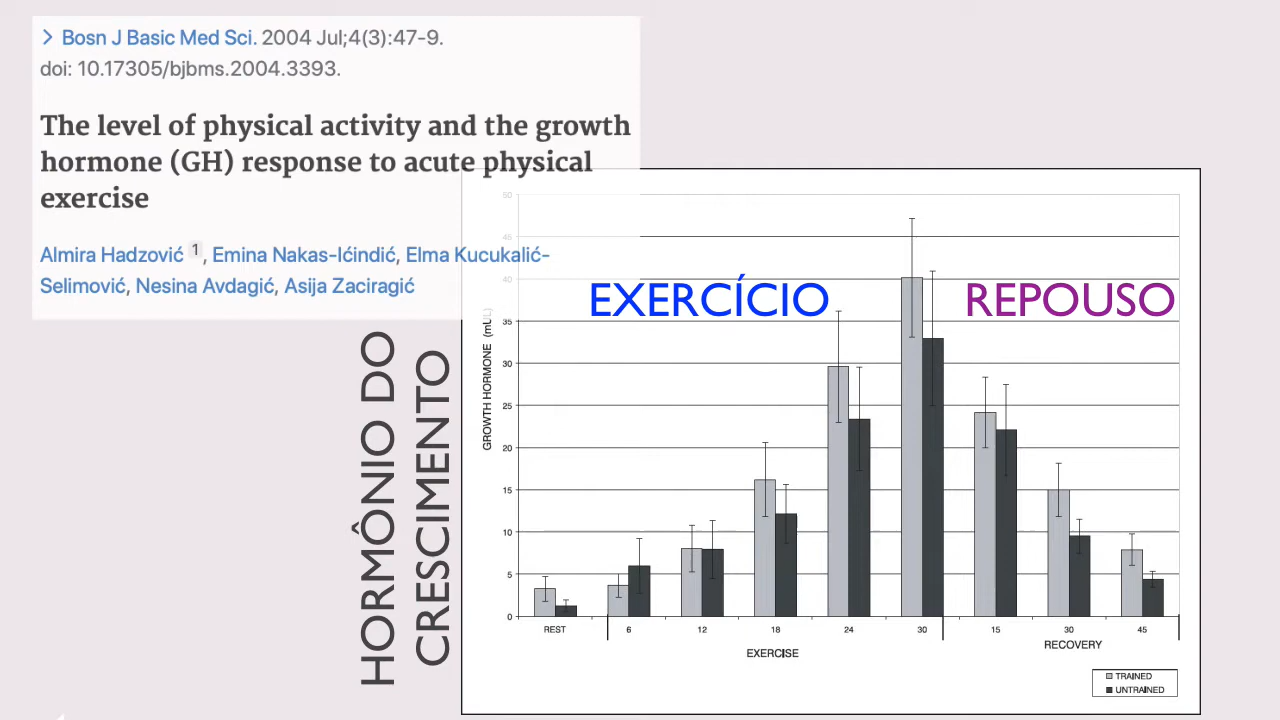 > Bosn J Basic Med Sci. 2004 Jul;4(3):47-9.
doi: 10.17305/bjbms.2004.3393.
The level of physical activity and the growth
hormone (GH) response to acute physical
exercise
Almira Hadzović 1, Emina Nakas-Ićindić, Elma Kucukalić-
Selimović, Nesina Avdagić, Asija Zaciragić
HORMÔNIO DO
CRESCIMENTO
EXERCÍCIO
REPOUSO
GROWTH HORMONE (mU/L)
50
45
40
35
30
25
20
15
10
5
0
REST 6 12 18 24 30 15 30 45
EXERCISE
RECOVERY
TRAINED
UNTRAINED